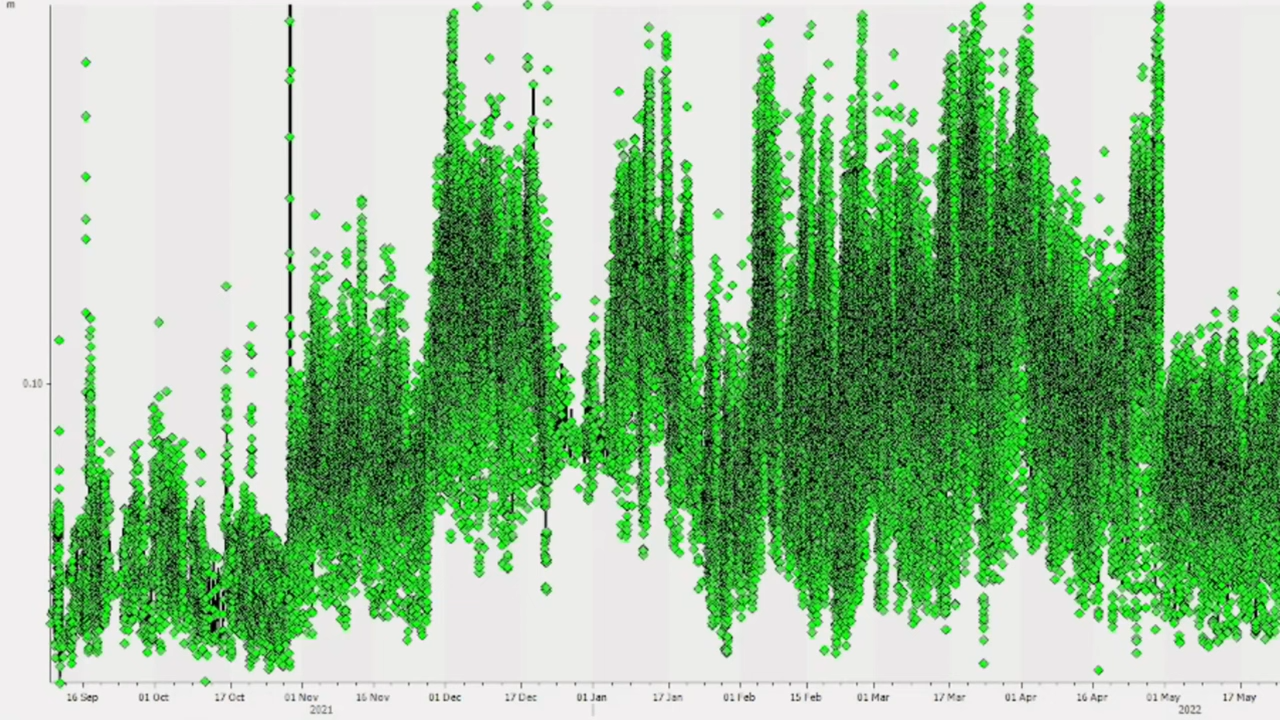 m
0.10
16 Sep 01 Oct 17 Oct 01 Nov 16 Nov 01 Dec 17 Dec 01 Jan 17 Jan 01 Feb 15 Feb 01 Mar 17 Mar 01 Apr 16 Apr 01 May 17 May
2021 2022